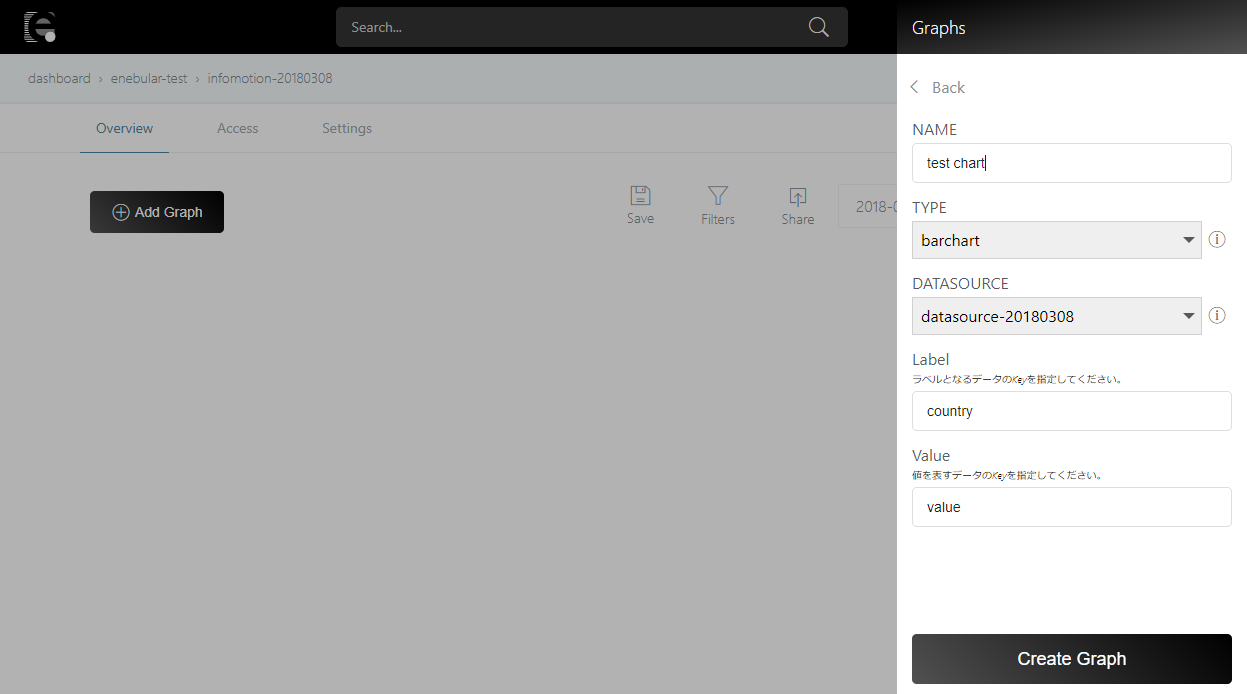 Search...
Graphs
dashboard › enebular-test › infomotion-20180308
Overview
Access
Settings
Add Graph
Save
Filters
Share
2018-0
Back
NAME
test chart
TYPE
barchart
DATASOURCE
datasource-20180308
Label
ラベルとなるデータのKeyを指定してください。
country
Value
値を表すデータのKeyを指定してください。
value
Create Graph